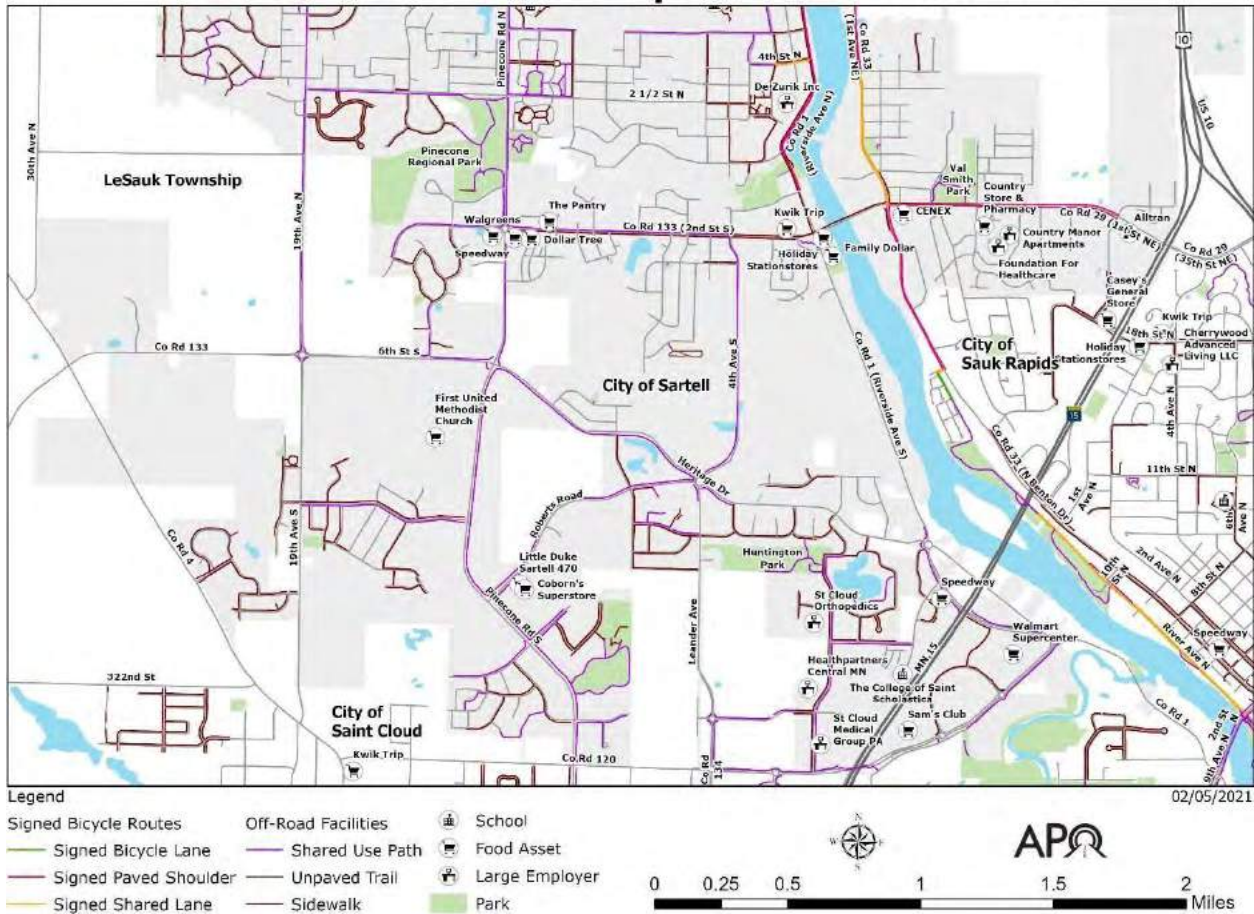 Pinecone Rd N
4th St N
Co Rd 33
(1st Ave NE)
10
US 10
De Zurik Inc
2 1/2 St N
Co Rd 1
(Riverside Ave N)
30th Ave N
Pinecone
Regional Park
LeSauk Township
19th Ave N
Val
Smith
Park
Country
Store &
Pharmacy
Walgreens
The Pantry
Kwik Trip
CENEX
Co Rd 29 (1st St NE)
Alltran
Co Rd 133 (2nd St S)
Speedway
Dollar Tree
Holiday
Stationstores
Family Dollar
Country Manor
Apartments
Co Rd 29
(35th St NE)
Foundation For
Healthcare
Casey's
General
Store
Kwik Trip
18th St N
Cherrywood
Advanced
Living LLC
Holiday
Stationstores
Co Rd 133
6th St S
City of Sartell
4th Ave S
Co Rd 1 (Riverside Ave S)
City of
Sauk Rapids
15
4th Ave N
First United
Methodist
Church
Heritage Dr
Co Rd 33 (N Benton Dr)
1st
Ave N
11th St N
6th
Ave N
Roberts Road
19th Ave S
Co Rd 4
Little Duke
Sartell 470
Coborn's
Superstore
Pinecone Rd S
Huntington
Park
St Cloud
Orthopedics
Speedway
10th
St N
2nd Ave N
8th St N
Leander Ave
Walmart
Supercenter
River Ave N
Speedway
Healthpartners
Central MN
MN 15
The College of Saint
Scholastica
322nd St
City of
Saint Cloud
Kwik Trip
St Cloud
Medical
Group PA
Sam's Club
Co Rd 1
2nd St
N
9th Ave N
Co Rd 120
Co Rd
134
02/05/2021
Legend
Signed Bicycle Routes
Signed Bicycle Lane
Signed Paved Shoulder
Signed Shared Lane
Off-Road Facilities
Shared Use Path
Unpaved Trail
Sidewalk
School
Food Asset
Large Employer
Park
N
W
E
S
APO
0 0.25 0.5 1 1.5 2
Miles